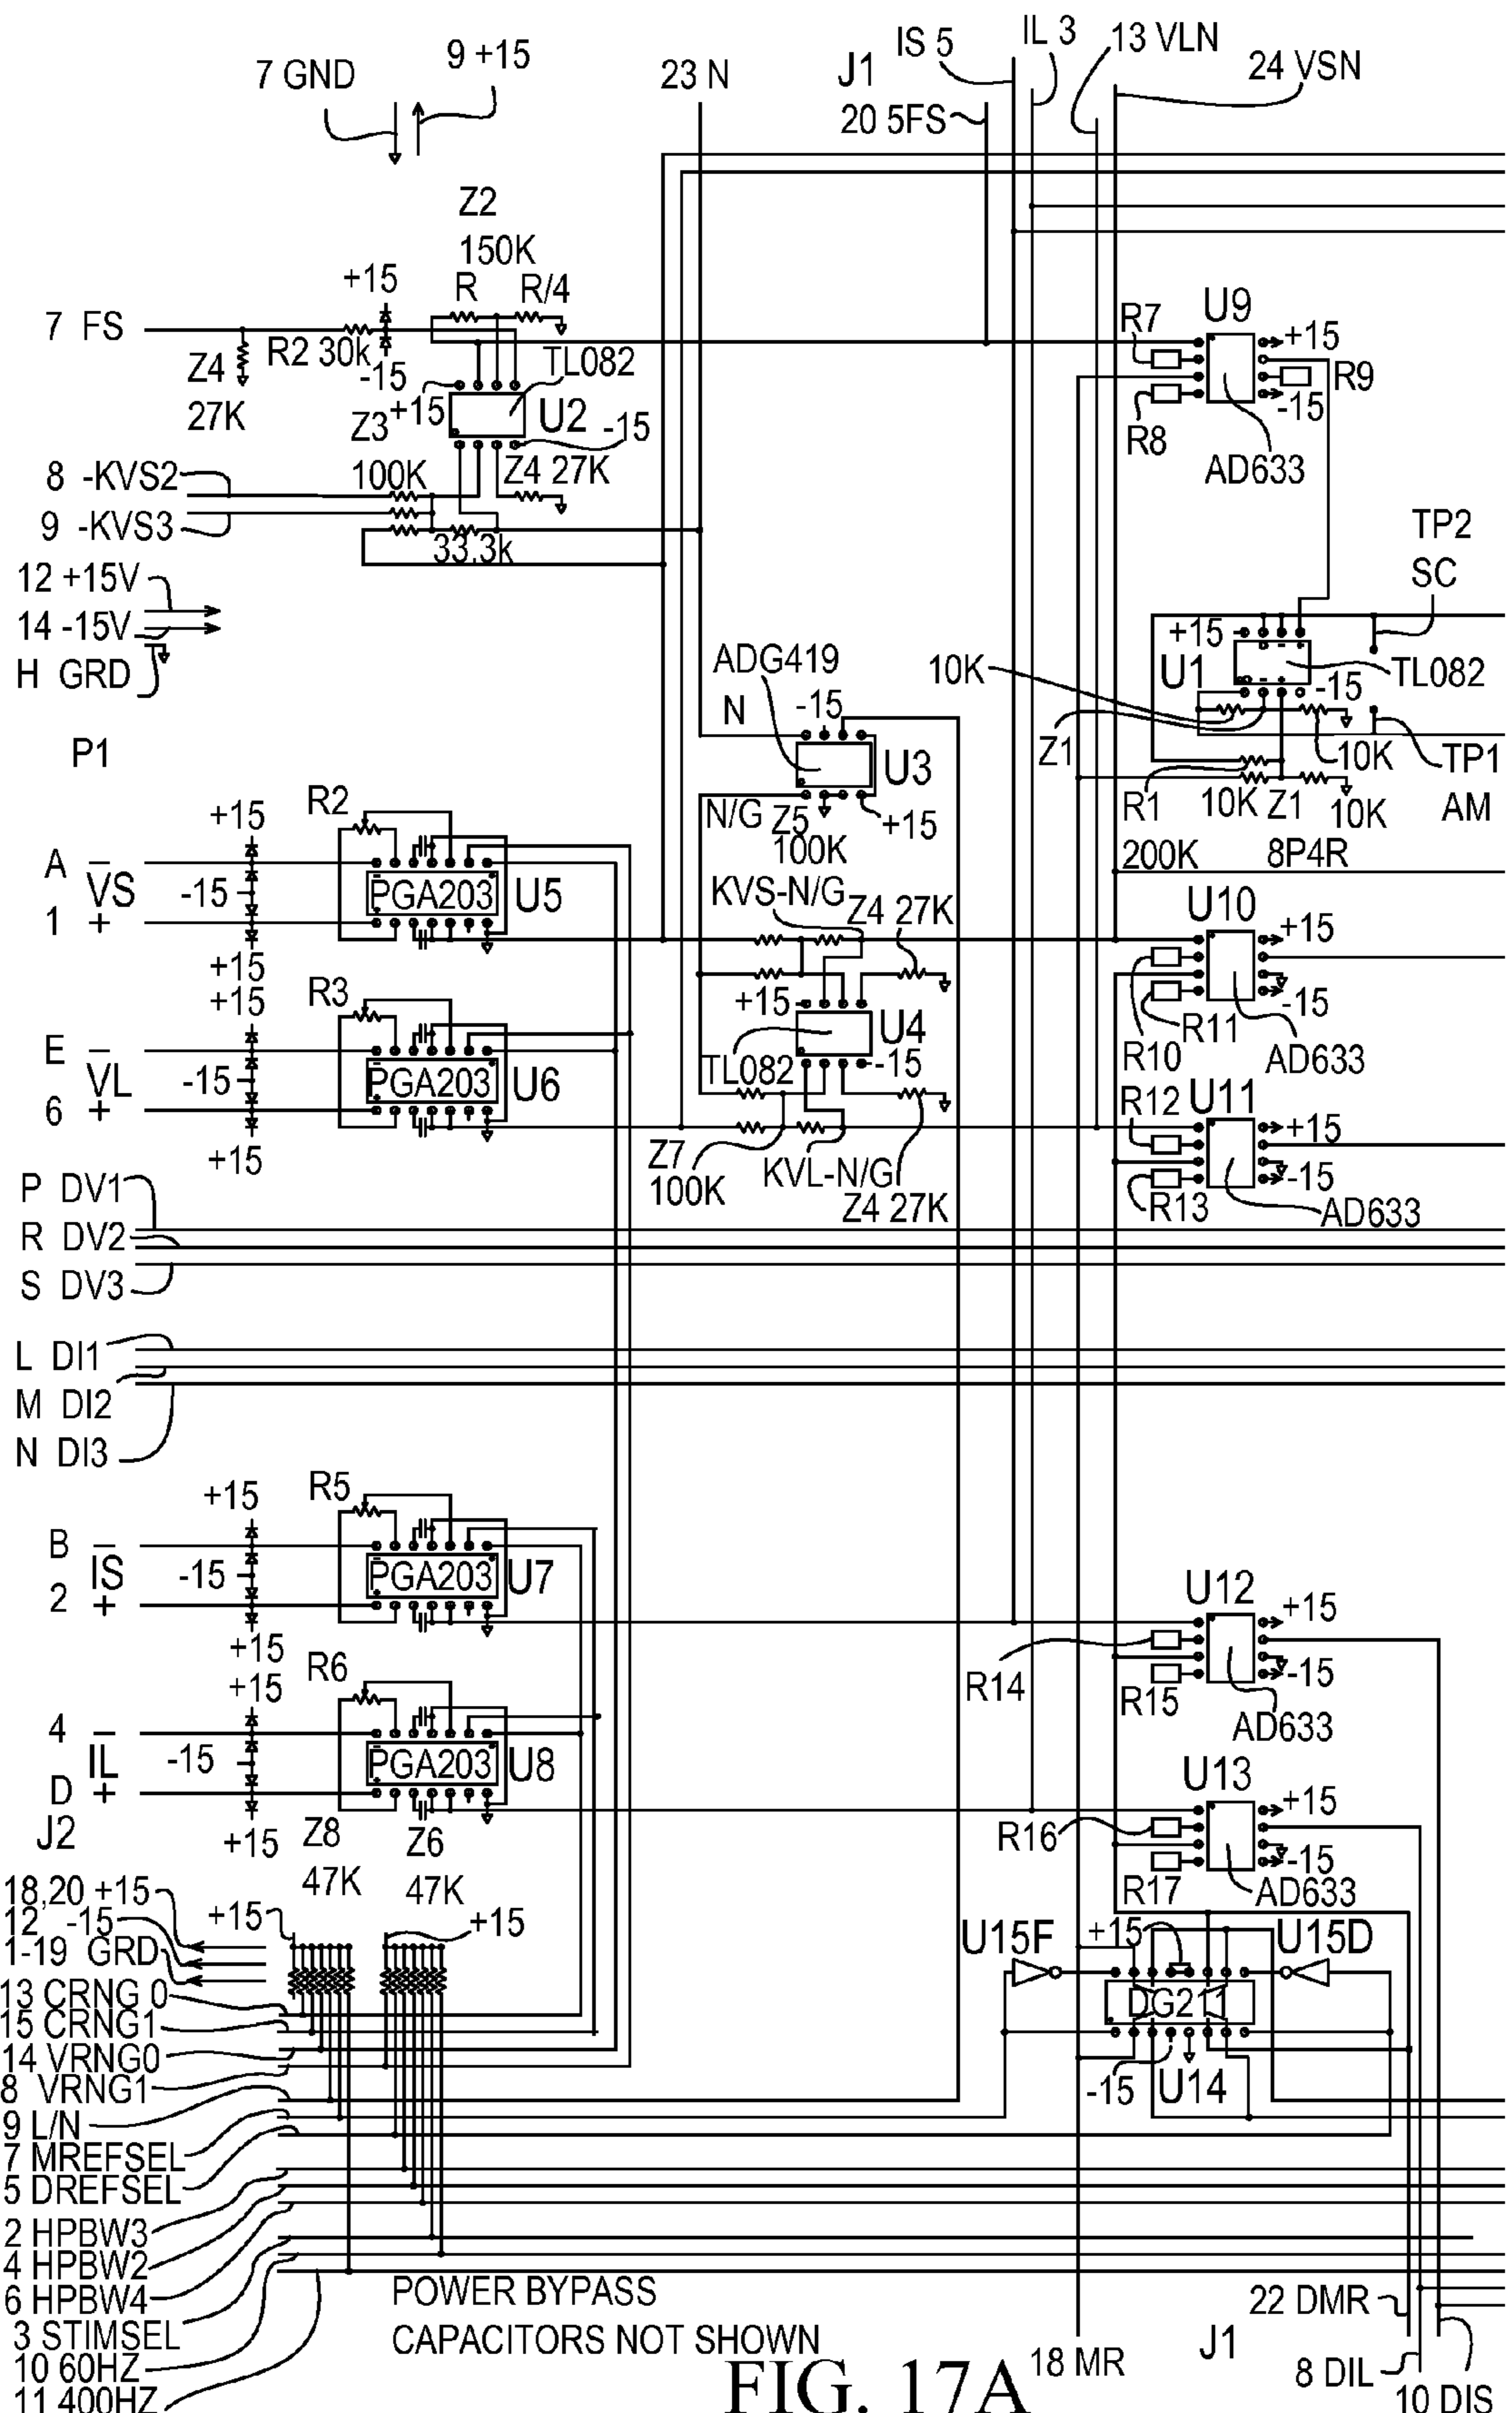 7 GND
9 +15
23 N
J1
20 5FS
IS 5
IL 3
13 VLN
24 VSN
Z2
150K
R R/4
+15
7 FS
R2 30k
-15
Z4
27K
TL082
+15
U2
-15
Z3
100K
Z4 27K
8 -KVS2
9 -KVS3
33.3k
12 +15V
14 -15V
H GRD
R7
U9
+15
R9
-15
R8
AD633
TP2
SC
+15
U1
TL082
-15
10K
Z1
10K
TP1
AM
R1
10K Z1 10K
200K 8P4R
ADG419
N
-15
U3
N/G
Z5
100K
+15
P1
+15
R2
A −
VS
1 +
-15
PGA203
U5
+15
KVS-N/G
Z4 27K
U10
+15
-15
R11
R10
AD633
+15
R3
E −
VL
6 +
-15
PGA203
U6
+15
+15
U4
TL082
-15
Z7
100K
KVL-N/G
Z4 27K
R12 U11
+15
-15
R13
AD633
P DV1
R DV2
S DV3
L DI1
M DI2
N DI3
+15
R5
B −
IS
2 +
-15
PGA203
U7
+15
U12
+15
-15
R14
R15
AD633
+15
R6
4 −
IL
D +
-15
PGA203
U8
+15
J2
U13
+15
R16
-15
R17
AD633
Z8
47K
Z6
47K
18,20 +15
12 -15
1-19 GRD
+15
+15
13 CRNG 0
15 CRNG1
14 VRNG0
8 VRNG1
9 L/N
7 MREFSEL
5 DREFSEL
2 HPBW3
4 HPBW2
6 HPBW4
3 STIMSEL
10 60HZ
11 400HZ
U15F
+15
U15D
DG211
-15
U14
POWER BYPASS
CAPACITORS NOT SHOWN
18 MR
J1
22 DMR
8 DIL
10 DIS
FIG. 17A